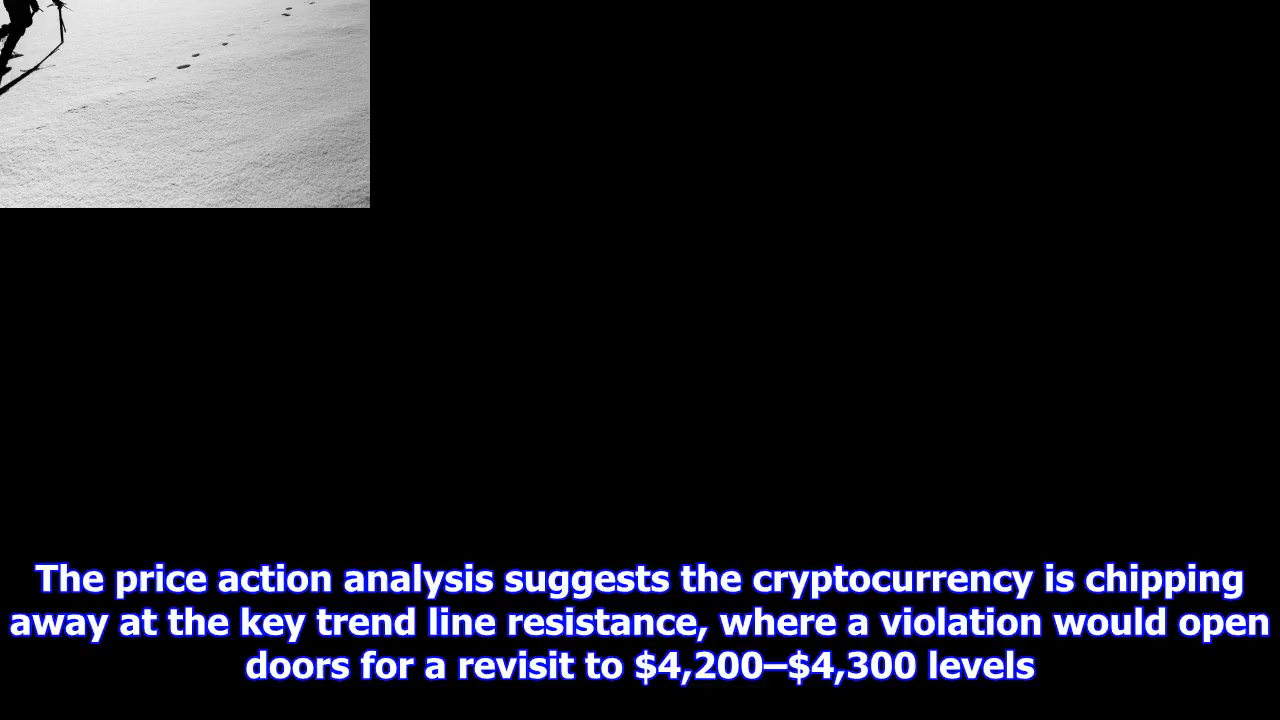 The price action analysis suggests the cryptocurrency is chipping
away at the key trend line resistance, where a violation would open
doors for a revisit to $4,200–$4,300 levels